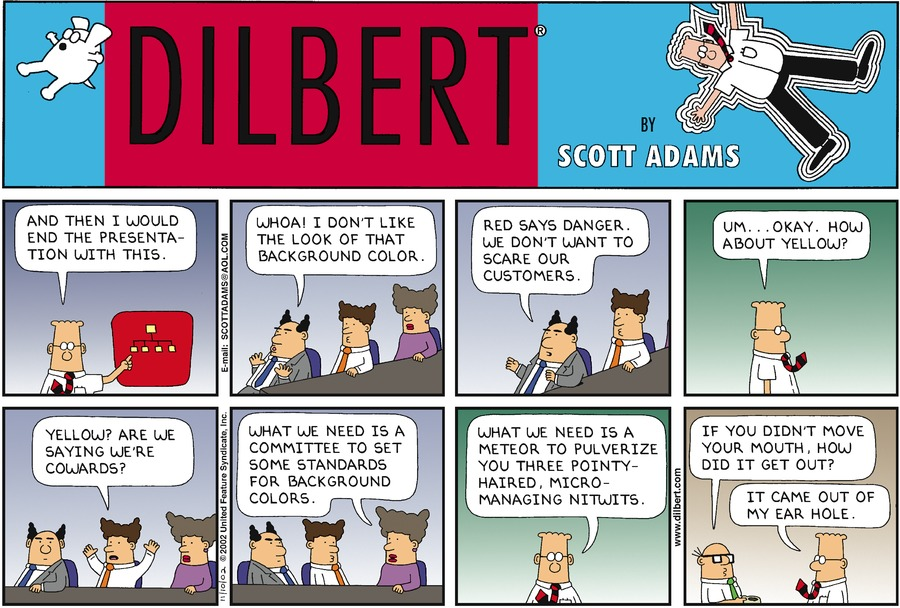 DILBERT®
BY
SCOTT ADAMS
AND THEN I WOULD
END THE PRESENTA-
TION WITH THIS.
E-mail: SCOTTADAMS@AOL.COM
WHOA! I DON'T LIKE
THE LOOK OF THAT
BACKGROUND COLOR.
RED SAYS DANGER.
WE DON'T WANT TO
SCARE OUR
CUSTOMERS.
UM...OKAY. HOW
ABOUT YELLOW?
YELLOW? ARE WE
SAYING WE'RE
COWARDS?
11/10/02 © 2002 United Feature Syndicate, Inc.
WHAT WE NEED IS A
COMMITTEE TO SET
SOME STANDARDS
FOR BACKGROUND
COLORS.
WHAT WE NEED IS A
METEOR TO PULVERIZE
YOU THREE POINTY-
HAIRED, MICRO-
MANAGING NITWITS.
www.dilbert.com
IF YOU DIDN'T MOVE
YOUR MOUTH, HOW
DID IT GET OUT?
IT CAME OUT OF
MY EAR HOLE.